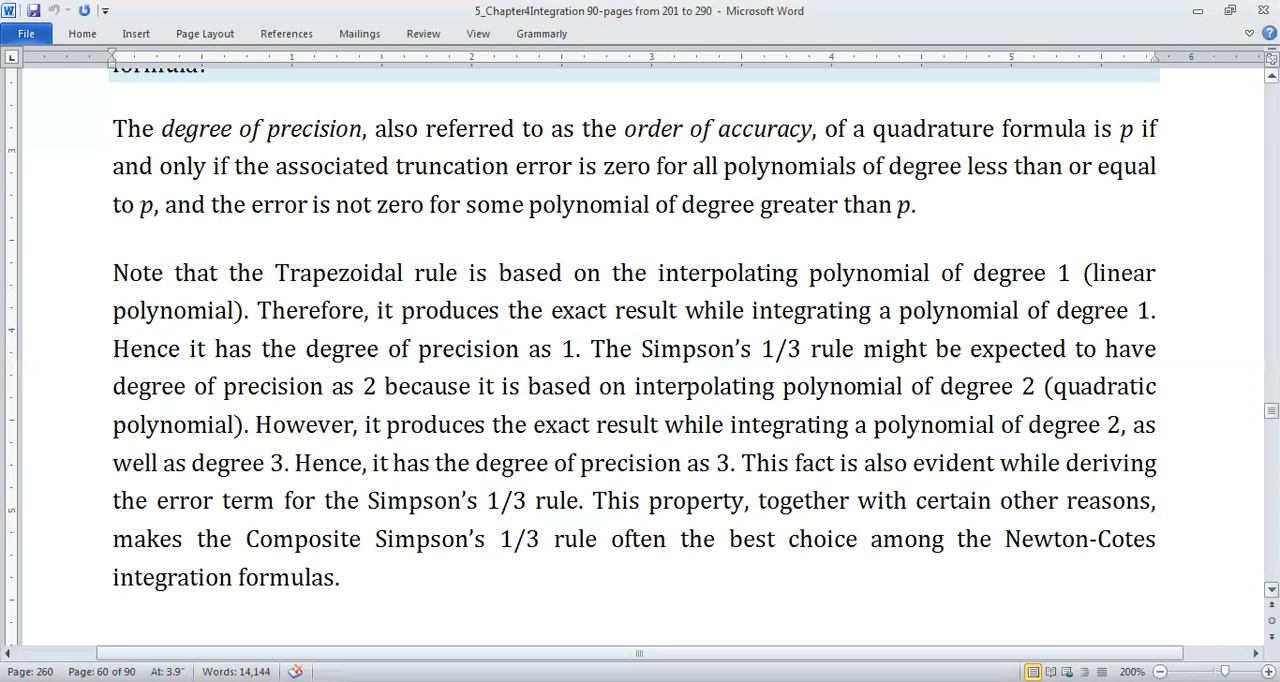 5_Chapter4Integration 90-pages from 201 to 290 - Microsoft Word
File Home Insert Page Layout References Mailings Review View Grammarly
1 2 3 4 5 6
formula.
The degree of precision, also referred to as the order of accuracy, of a quadrature formula is p if
and only if the associated truncation error is zero for all polynomials of degree less than or equal
to p, and the error is not zero for some polynomial of degree greater than p.
Note that the Trapezoidal rule is based on the interpolating polynomial of degree 1 (linear
polynomial). Therefore, it produces the exact result while integrating a polynomial of degree 1.
Hence it has the degree of precision as 1. The Simpson’s 1/3 rule might be expected to have
degree of precision as 2 because it is based on interpolating polynomial of degree 2 (quadratic
polynomial). However, it produces the exact result while integrating a polynomial of degree 2, as
well as degree 3. Hence, it has the degree of precision as 3. This fact is also evident while deriving
the error term for the Simpson’s 1/3 rule. This property, together with certain other reasons,
makes the Composite Simpson’s 1/3 rule often the best choice among the Newton-Cotes
integration formulas.
3
4
5
Page: 260 Page: 60 of 90 At: 3.9" Words: 14,144 200%